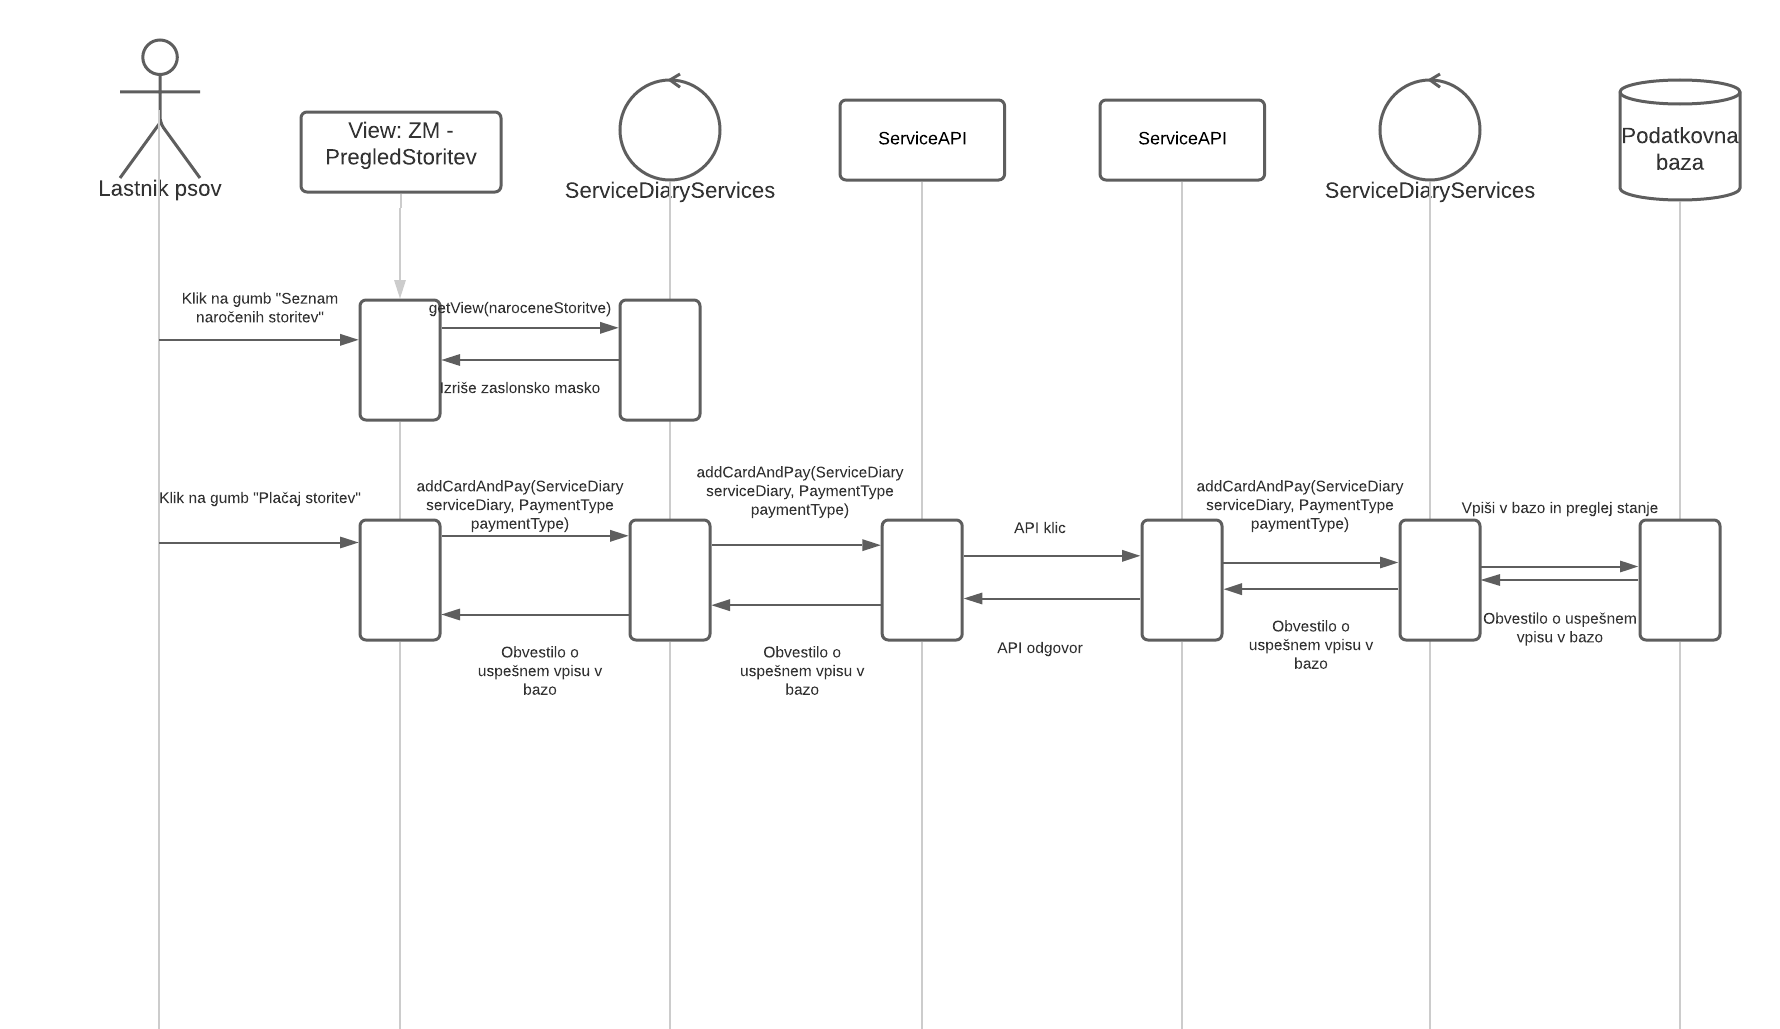 Lastnik psov
View: ZM -
PregledStoritev
ServiceDiaryServices
ServiceAPI
ServiceAPI
ServiceDiaryServices
Podatkovna
baza
Klik na gumb "Seznam
naročenih storitev"
getView(naroceneStoritve)
Izriše zaslonsko masko
Klik na gumb "Plačaj storitev"
addCardAndPay(ServiceDiary
serviceDiary, PaymentType
paymentType)
addCardAndPay(ServiceDiary
serviceDiary, PaymentType
paymentType)
API klic
addCardAndPay(ServiceDiary
serviceDiary, PaymentType
paymentType)
Vpiši v bazo in preglej stanje
Obvestilo o
uspešnem vpisu v
bazo
Obvestilo o
uspešnem vpisu v
bazo
API odgovor
Obvestilo o
uspešnem vpisu v
bazo
Obvestilo o uspešnem
vpisu v bazo